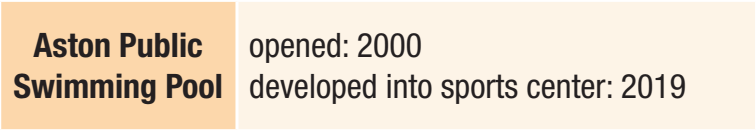 Aston Public
Swimming Pool
opened: 2000
developed into sports center: 2019